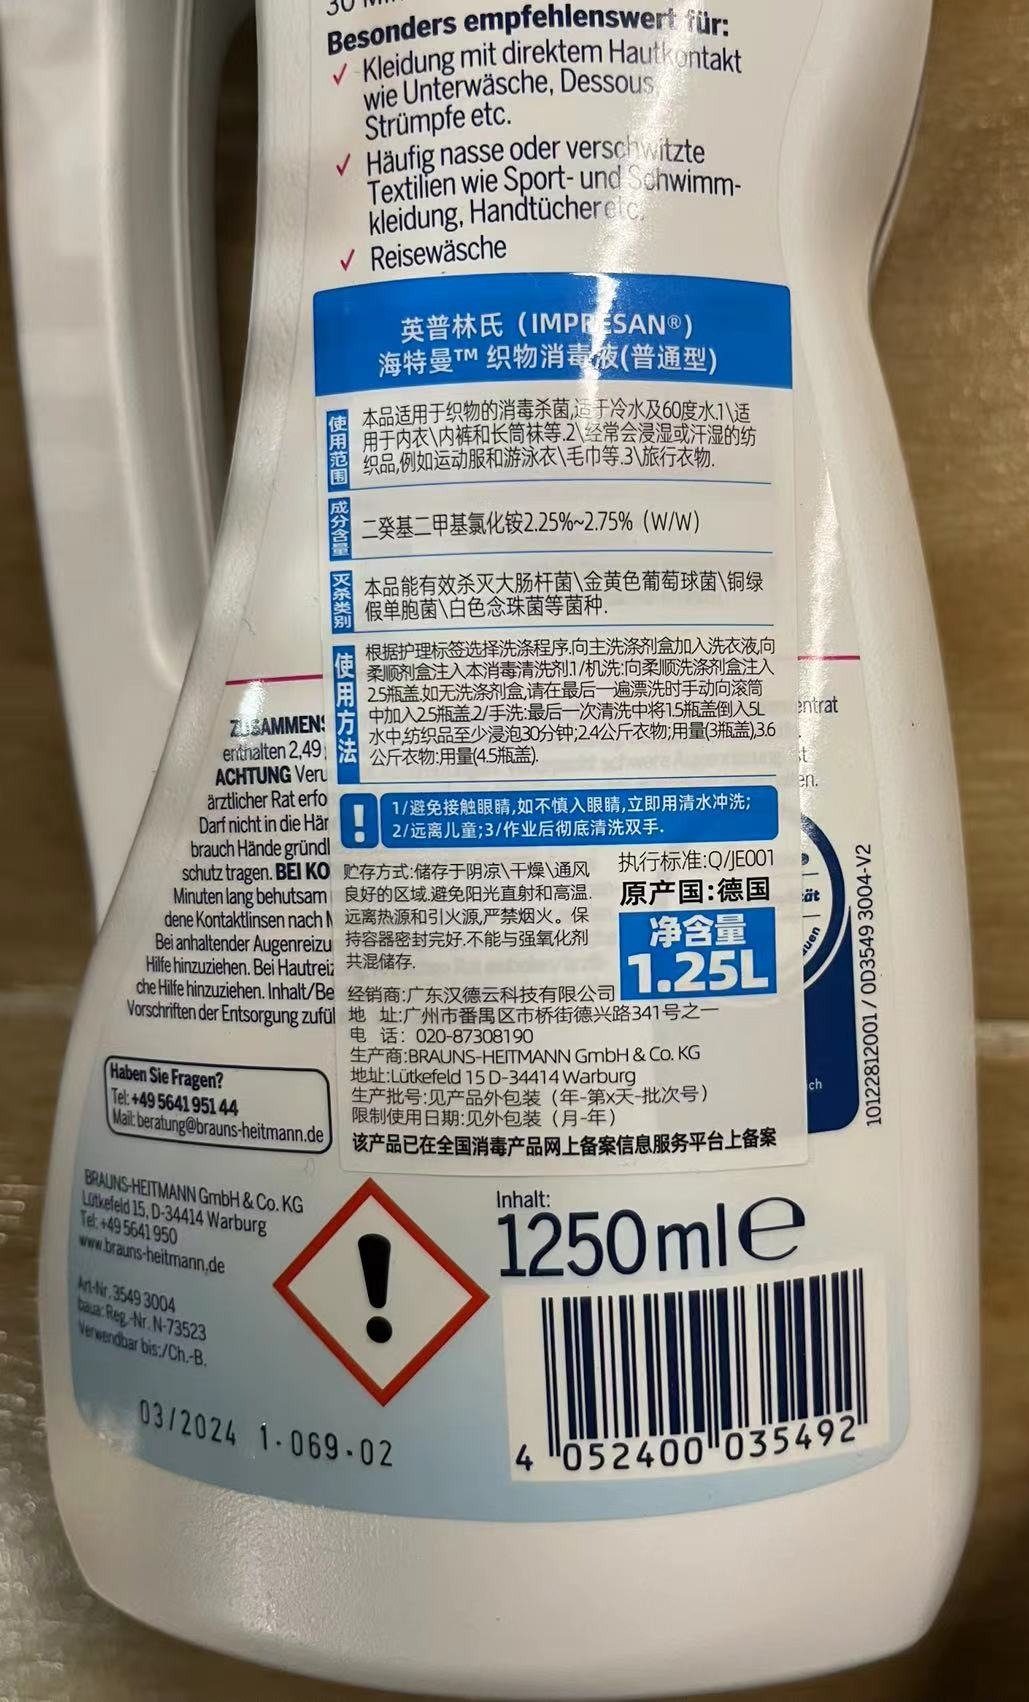 Besonders empfehlenswert für:
✓ Kleidung mit direktem Hautkontakt
wie Unterwäsche, Dessous,
Strümpfe etc.
✓ Häufig nasse oder verschwitzte
Textilien wie Sport- und Schwimm-
kleidung, Handtücher etc.
✓ Reisewäsche
英普林氏（IMPRESAN®）
海特曼™ 织物消毒液(普通型)
使用范围
本品适用于织物的消毒杀菌,适于冷水及60度水.1\适
用于内衣\内裤和长筒袜等.2\经常会浸湿或汗湿的纺
织品,例如运动服和游泳衣\毛巾等.3\旅行衣物.
成分含量
二癸基二甲基氯化铵2.25%~2.75%（W/W）
灭杀类别
本品能有效杀灭大肠杆菌\金黄色葡萄球菌\铜绿
假单胞菌\白色念珠菌等菌种.
使用方法
根据护理标签选择洗涤程序.向主洗涤剂盒加入洗衣液,向
柔顺剂盒注入本消毒清洗剂.1/机洗:向柔顺洗涤剂盒注入
2.5瓶盖.如无洗涤剂盒,请在最后一遍漂洗时手动向滚筒
中加入2.5瓶盖.2/手洗:最后一次清洗中将1.5瓶盖倒入5L
水中,纺织品至少浸泡30分钟;2.4公斤衣物;用量(3瓶盖),3.6
公斤衣物:用量(4.5瓶盖).
! 1/避免接触眼睛,如不慎入眼睛,立即用清水冲洗;
2/远离儿童;3/作业后彻底清洗双手.
贮存方式:储存于阴凉\干燥\通风
良好的区域.避免阳光直射和高温.
远离热源和引火源,严禁烟火。保
持容器密封完好.不能与强氧化剂
共混储存.
执行标准:Q/JE001
原产国:德国
净含量
1.25L
经销商:广东汉德云科技有限公司
地 址:广州市番禺区市桥街德兴路341号之一
电 话: 020-87308190
生产商:BRAUNS-HEITMANN GmbH & Co. KG
地址:Lütkefeld 15 D-34414 Warburg
生产批号:见产品外包装（年-第x天-批次号）
限制使用日期:见外包装（月-年）
该产品已在全国消毒产品网上备案信息服务平台上备案
ZUSAMMENS
enthalten 2,49
ACHTUNG Veru
ärztlicher Rat erfo
Darf nicht in die Här
brauch Hände gründl
schutz tragen. BEI KO
Minuten lang behutsam
dene Kontaktlinsen nach
Bei anhaltender Augenreizu
Hilfe hinzuziehen. Bei Hautreiz
che Hilfe hinzuziehen. Inhalt/Be
Vorschriften der Entsorgung zufül
entrat
en.
ät
auen
ch
10122812001 / 0D3549 3004-V2
Haben Sie Fragen?
Tel: +49 5641 951 44
Mail: beratung@brauns-heitmann.de
BRAUNS-HEITMANN GmbH & Co. KG
Lütkefeld 15, D-34414 Warburg
Tel: +49 5641 950
www.brauns-heitmann.de
Art-Nr. 3549 3004
baua: Reg.-Nr. N-73523
Verwendbar bis:/Ch.-B.
03/2024 1-069-02
Inhalt:
1250 ml e
4 052400 035492